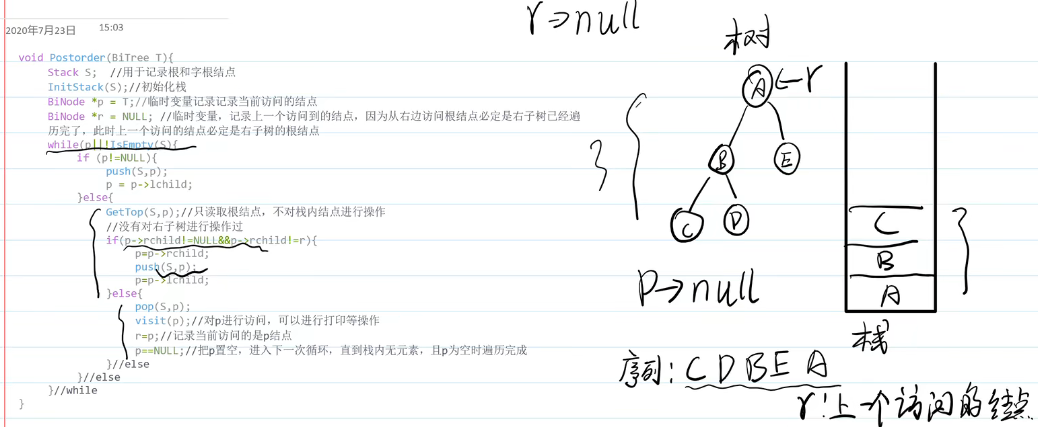 2020年7月23日 15:03
void Postorder(BiTree T){
Stack S; //用于记录根和字根结点
InitStack(S);//初始化栈
BiNode *p = T;//临时变量记录记录当前访问的结点
BiNode *r = NULL; //临时变量，记录上一个访问到的结点，因为从右边访问根结点必定是右子树已经遍
历完了，此时上一个访问的结点必定是右子树的根结点
while(p||!IsEmpty(S){
if (p!=NULL){
push(S,p);
p = p->lchild;
}else{
GetTop(S,p);//只读取根结点，不对栈内结点进行操作
//没有对右子树进行操作过
if(p->rchild!=NULL&&p->rchild!=r){
p=p->rchild;
push(S,p);
p=p->lchild;
}else{
pop(S,p);
visit(p);//对p进行访问，可以进行打印等操作
r=p;//记录当前访问的是p结点
p==NULL;//把p置空，进入下一次循环，直到栈内无元素，且p为空时遍历完成
}//else
}//else
}//while
}
r→null
树
A ←r
B E
C D
p→null
C
B
A
栈
序列: C D B E A
r:上一个访问的结点